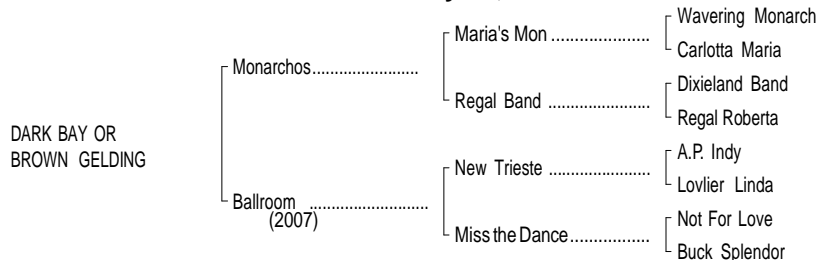 Wavering Monarch
Maria's Mon .....................
Carlotta Maria
Monarchos.......................
Dixieland Band
Regal Band ......................
Regal Roberta
DARK BAY OR
BROWN GELDING
A.P. Indy
New Trieste ......................
Lovlier Linda
Ballroom ..........................
(2007)
Not For Love
Miss the Dance.................
Buck Splendor